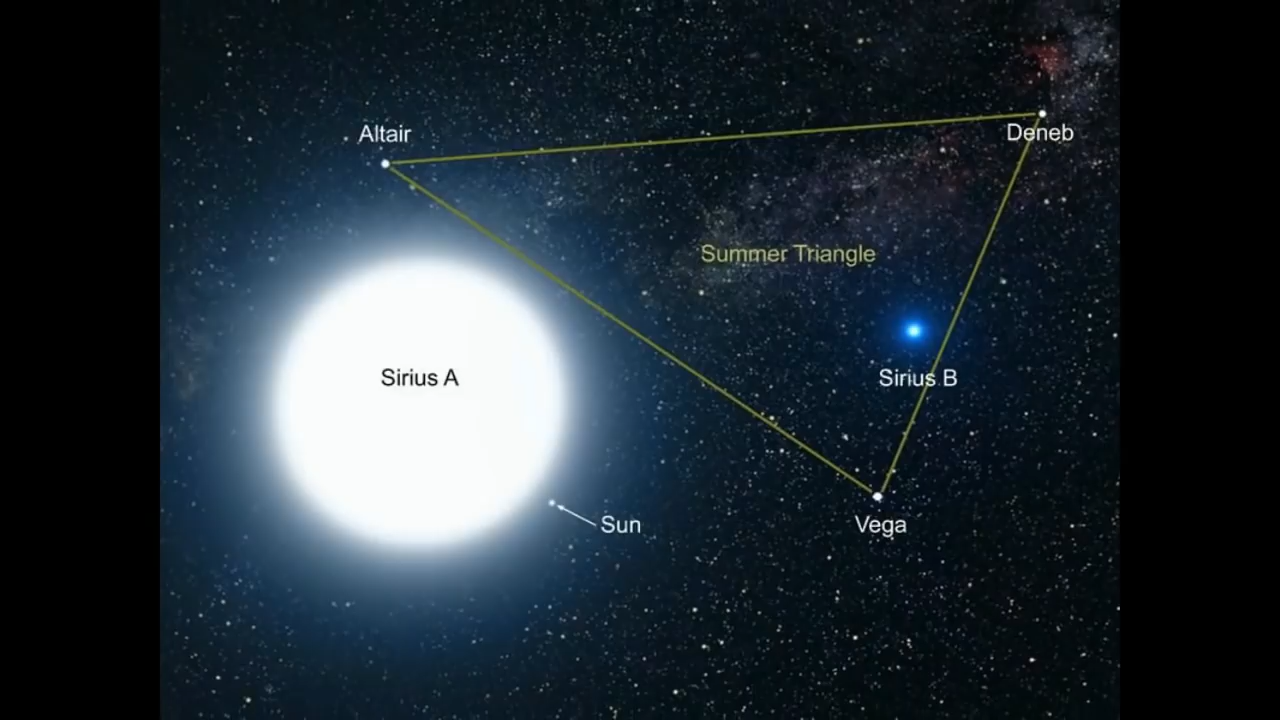 Altair
Deneb
Summer Triangle
Sirius A
Sirius B
Sun
Vega